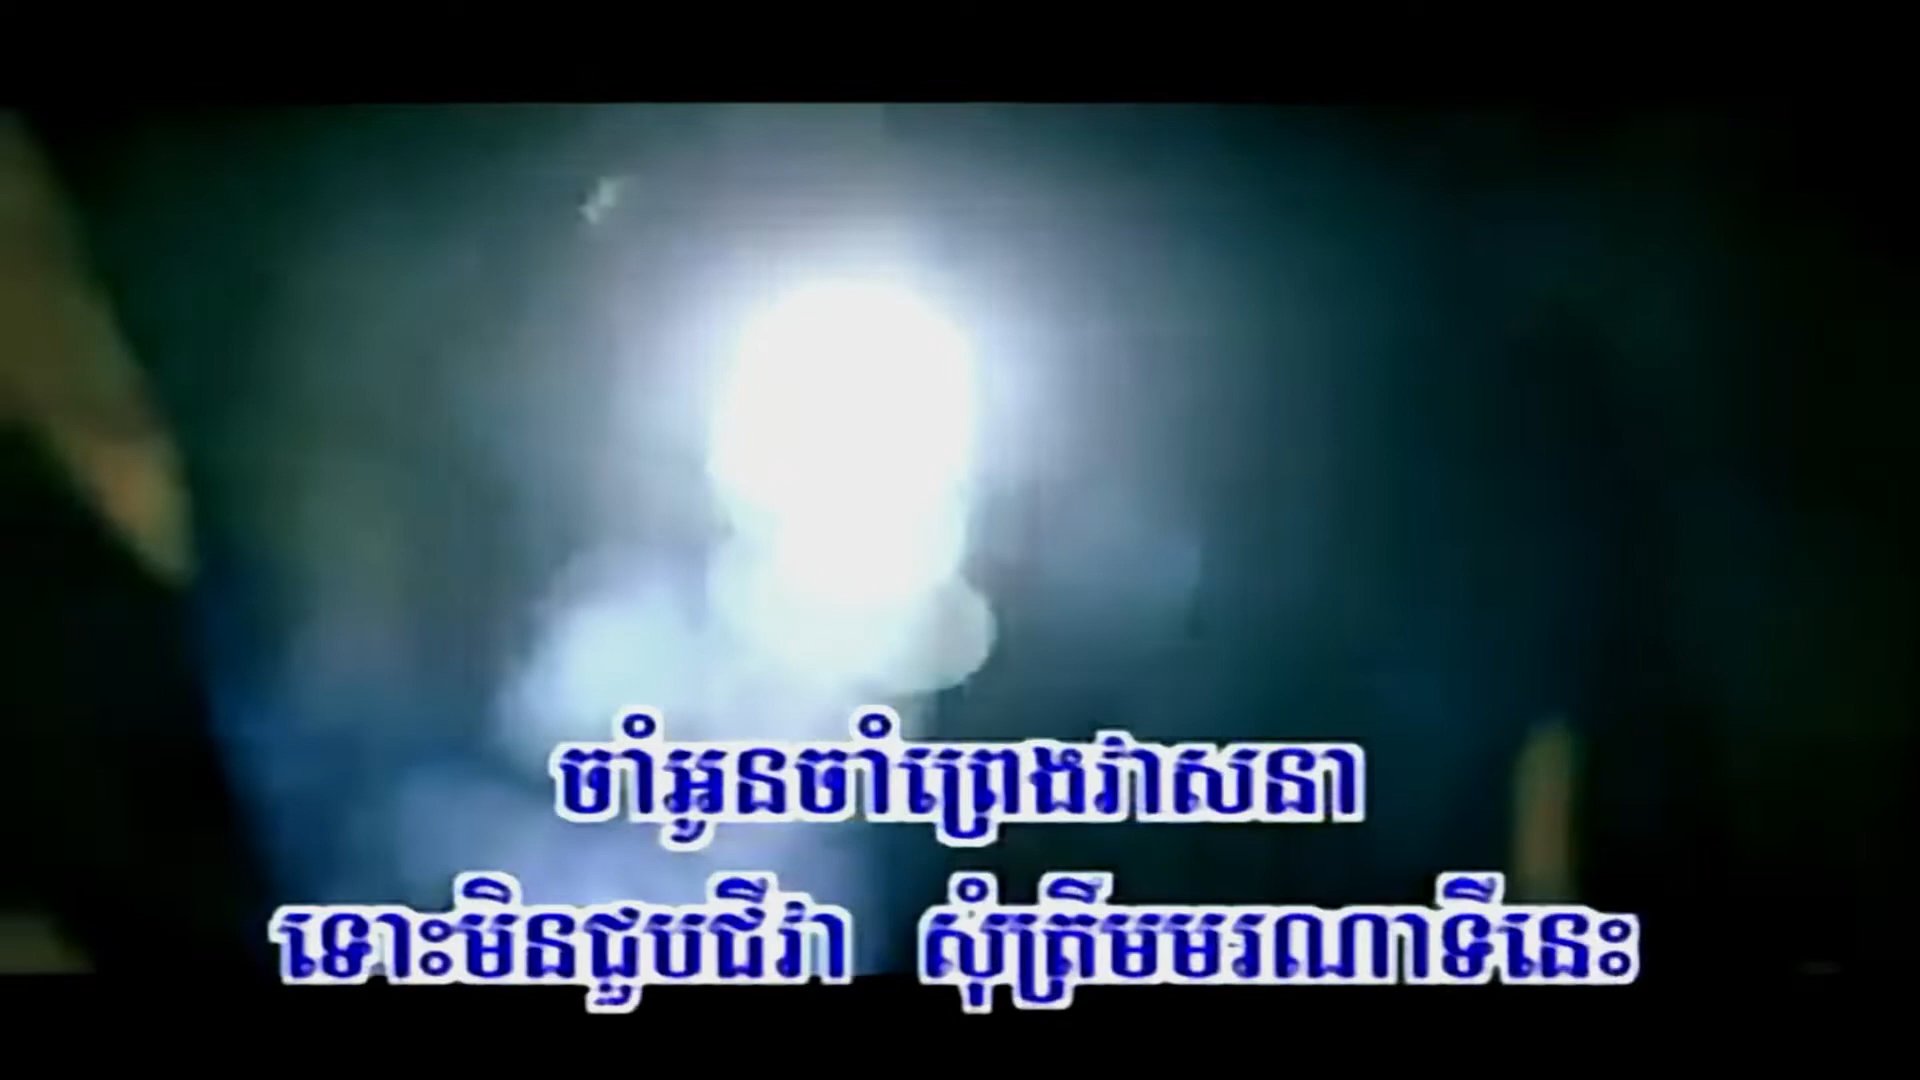 ចាំអូនចាំព្រេងវាសនា
ទោះមិនជួបជីវា សុំត្រឹមមរណាទីនេះ